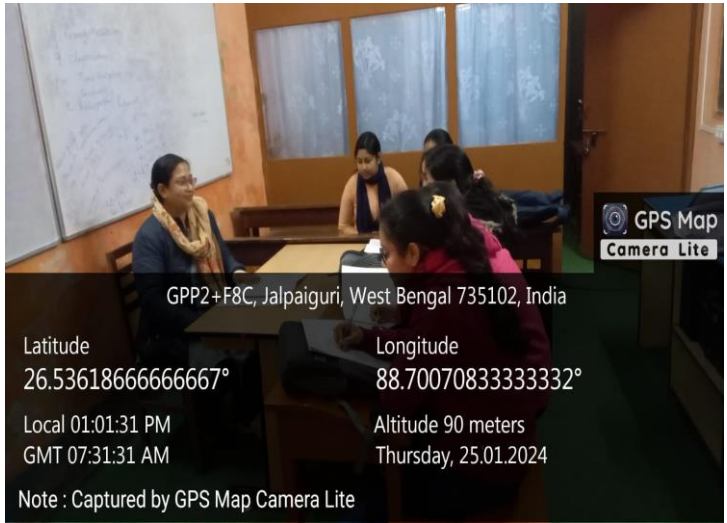 GPS Map
Camera Lite
GPP2+F8C, Jalpaiguri, West Bengal 735102, India
Latitude
26.53618666666667°
Longitude
88.70070833333332°
Local 01:01:31 PM
GMT 07:31:31 AM
Altitude 90 meters
Thursday, 25.01.2024
Note : Captured by GPS Map Camera Lite